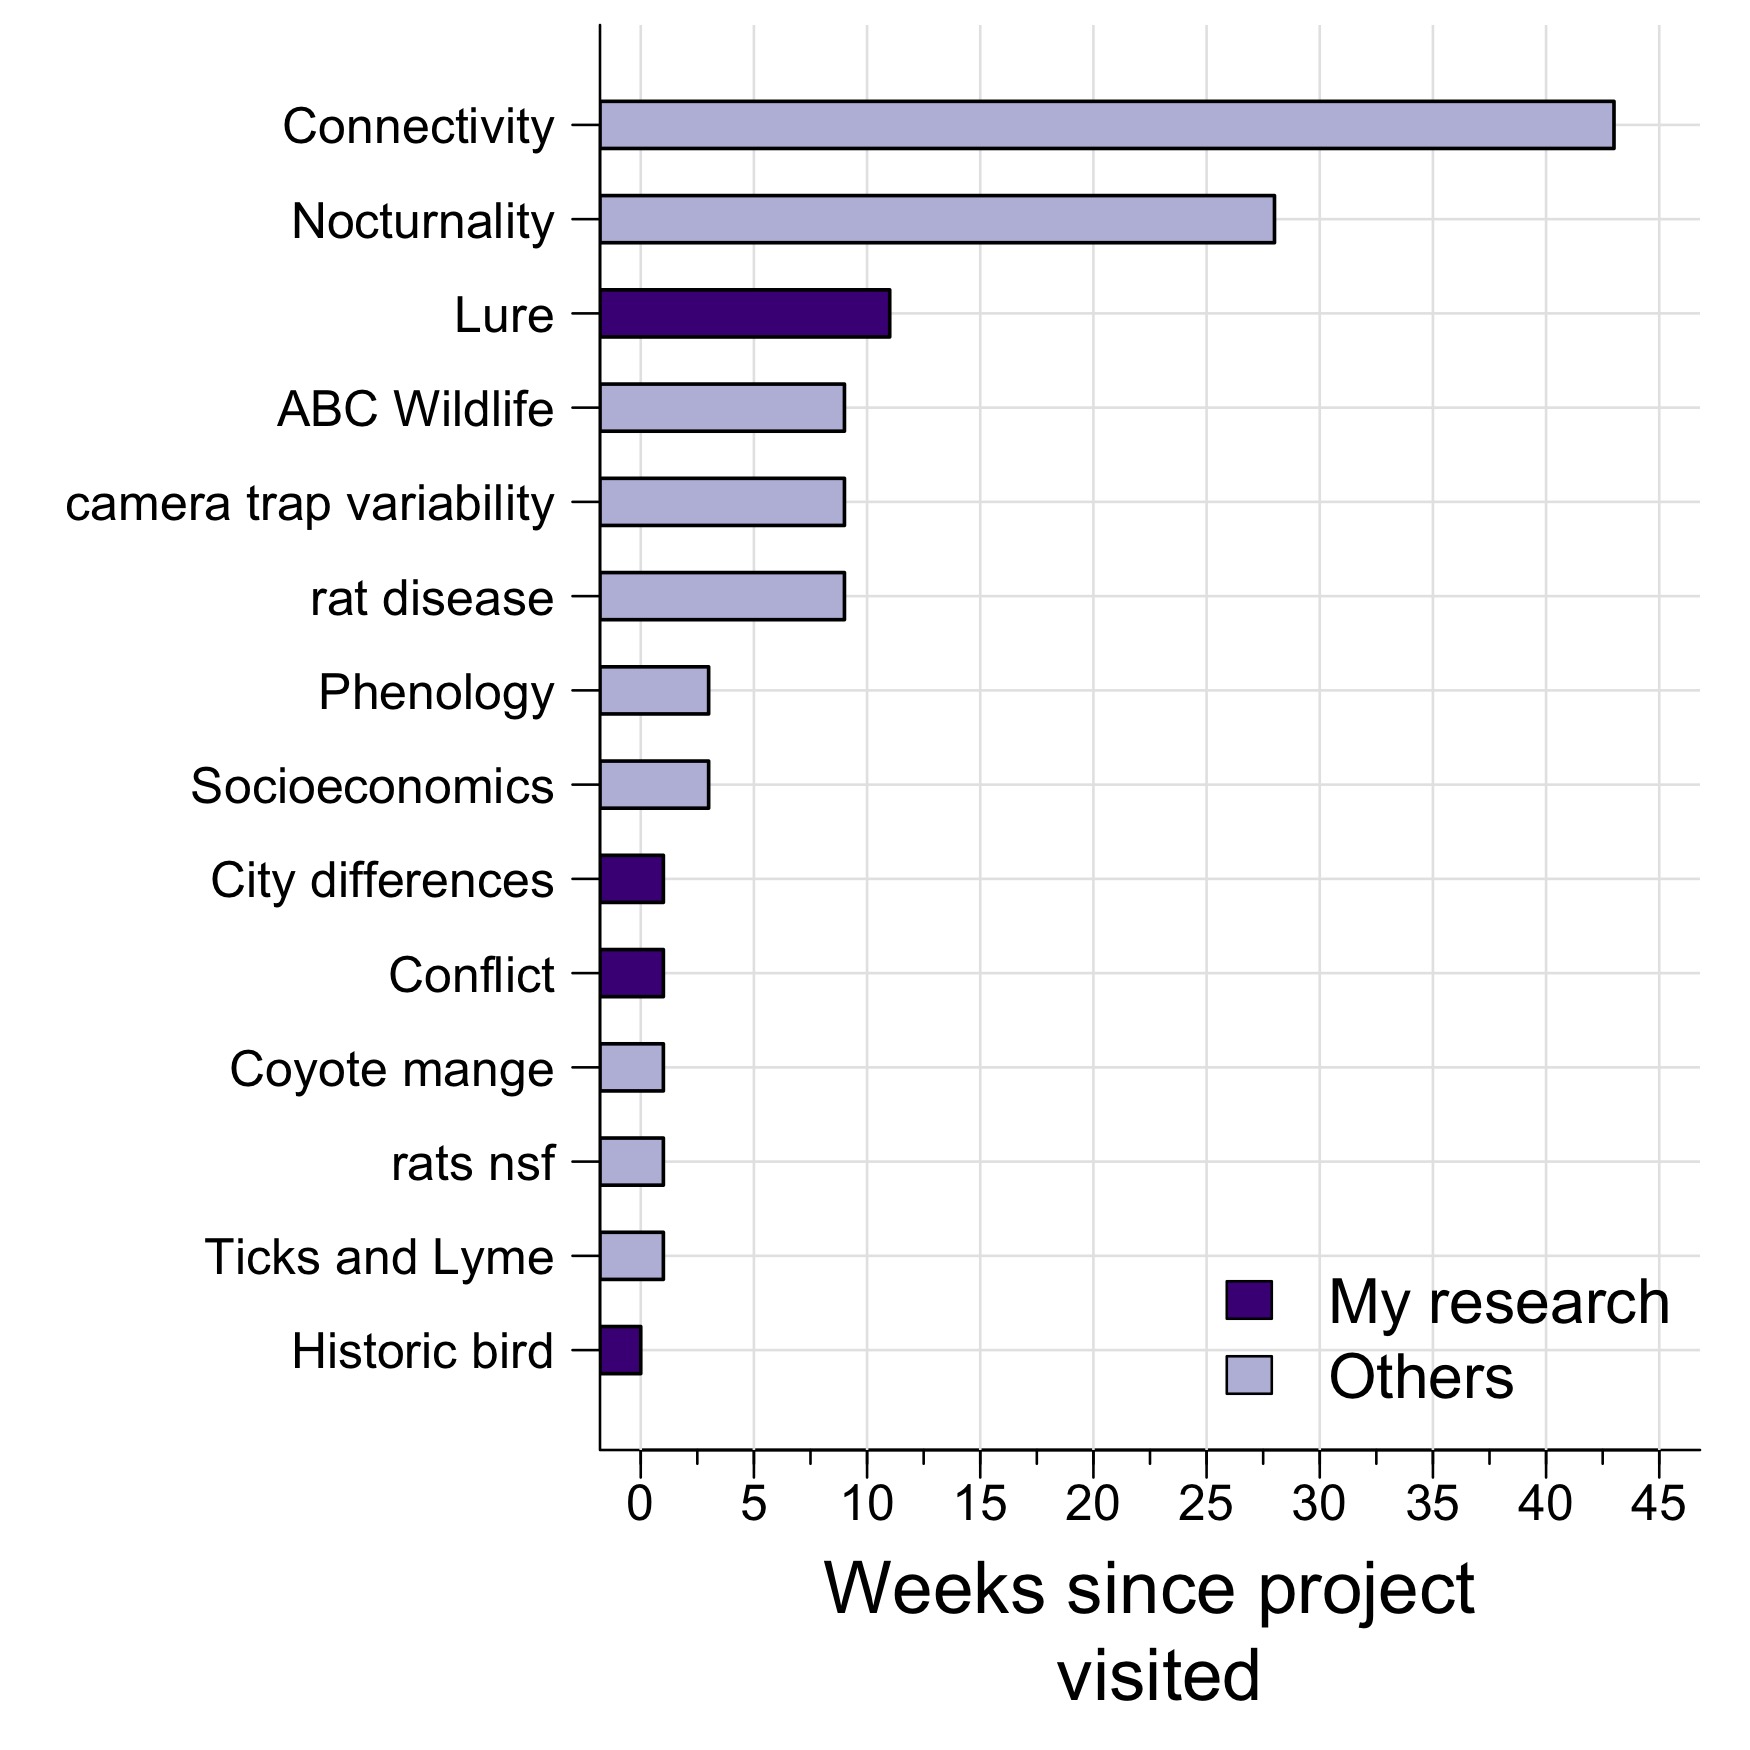 Connectivity
Nocturnality
Lure
ABC Wildlife
camera trap variability
rat disease
Phenology
Socioeconomics
City differences
Conflict
Coyote mange
rats nsf
Ticks and Lyme
Historic bird
My research
Others
0 5 10 15 20 25 30 35 40 45
Weeks since project
visited